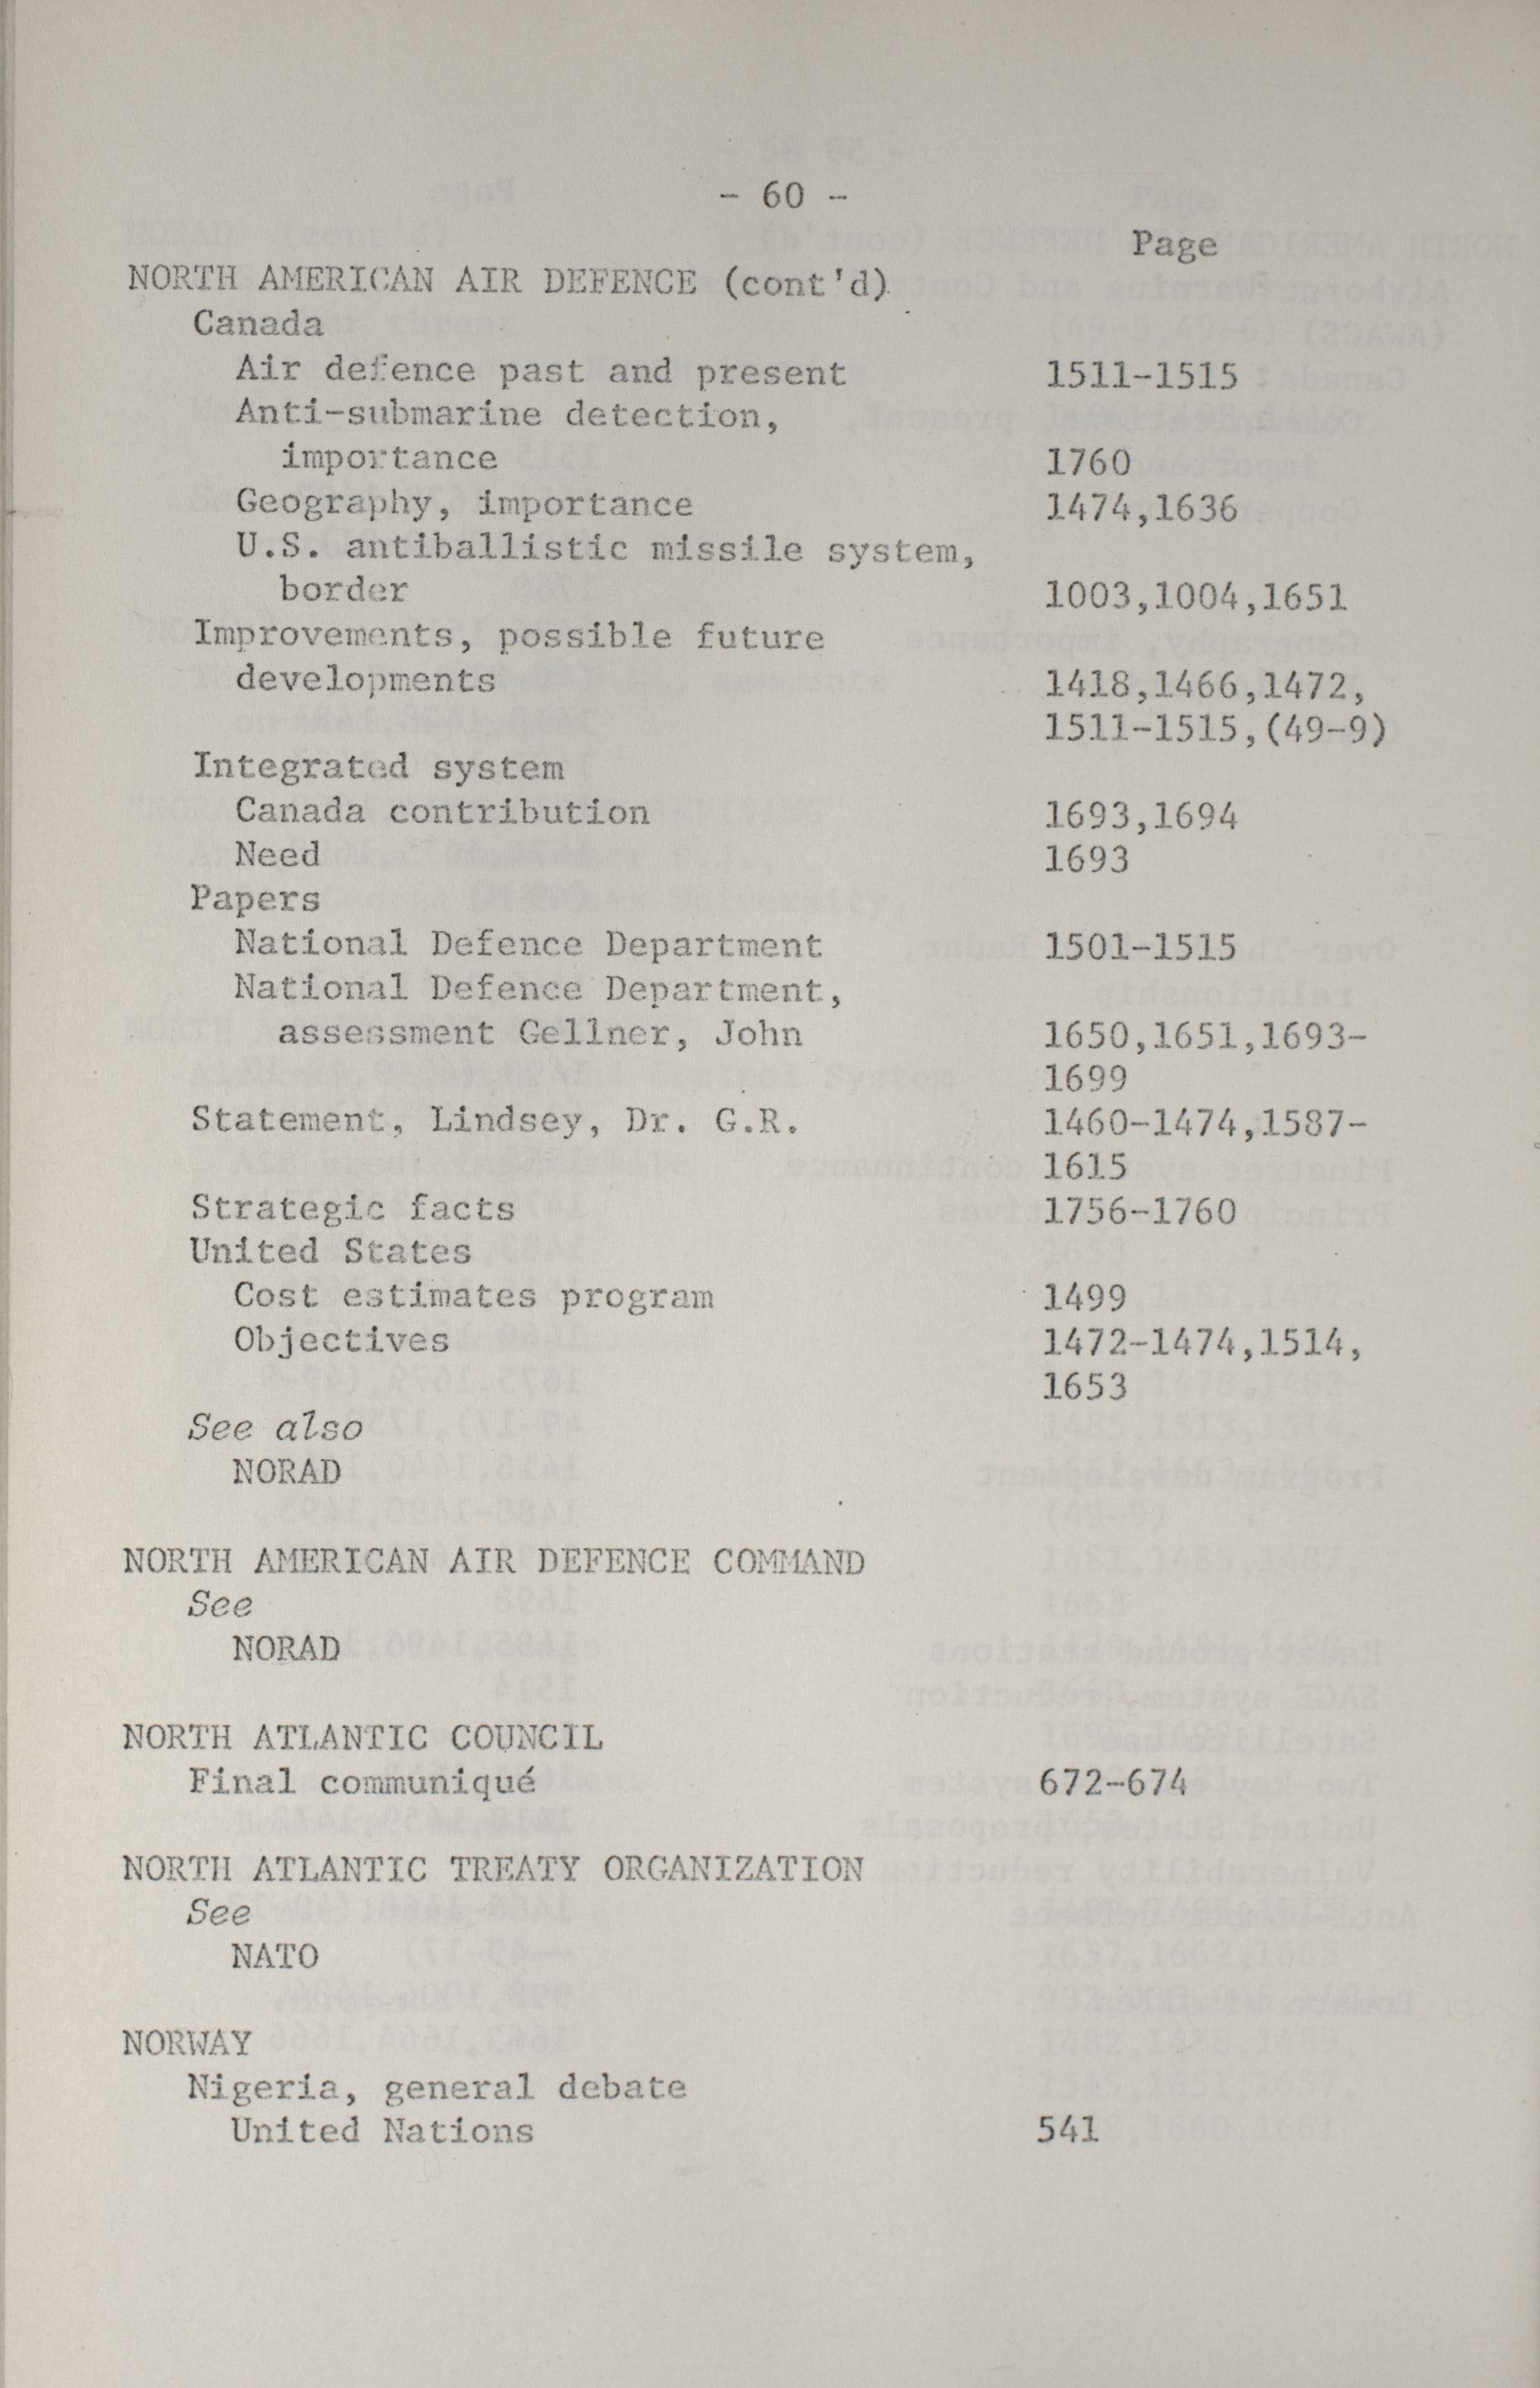 - 60 -
Page
NORTH AMERICAN AIR DEFENCE (cont'd)
Canada
Air defence past and present 1511-1515
Anti-submarine detection,
importance 1760
Geography, importance 1474,1636
U.S. antiballistic missile system,
border 1003,1004,1651
Improvements, possible future
developments 1418,1466,1472,
1511-1515,(49-9)
Integrated system
Canada contribution 1693,1694
Need 1693
Papers
National Defence Department 1501-1515
National Defence Department,
assessment Gellner, John 1650,1651,1693-
1699
Statement, Lindsey, Dr. G.R. 1460-1474,1587-
1615
Strategic facts 1756-1760
United States
Cost estimates program 1499
Objectives 1472-1474,1514,
1653
See also
NORAD
NORTH AMERICAN AIR DEFENCE COMMAND
See
NORAD
NORTH ATLANTIC COUNCIL
Final communiqué 672-674
NORTH ATLANTIC TREATY ORGANIZATION
See
NATO
NORWAY
Nigeria, general debate
United Nations 541